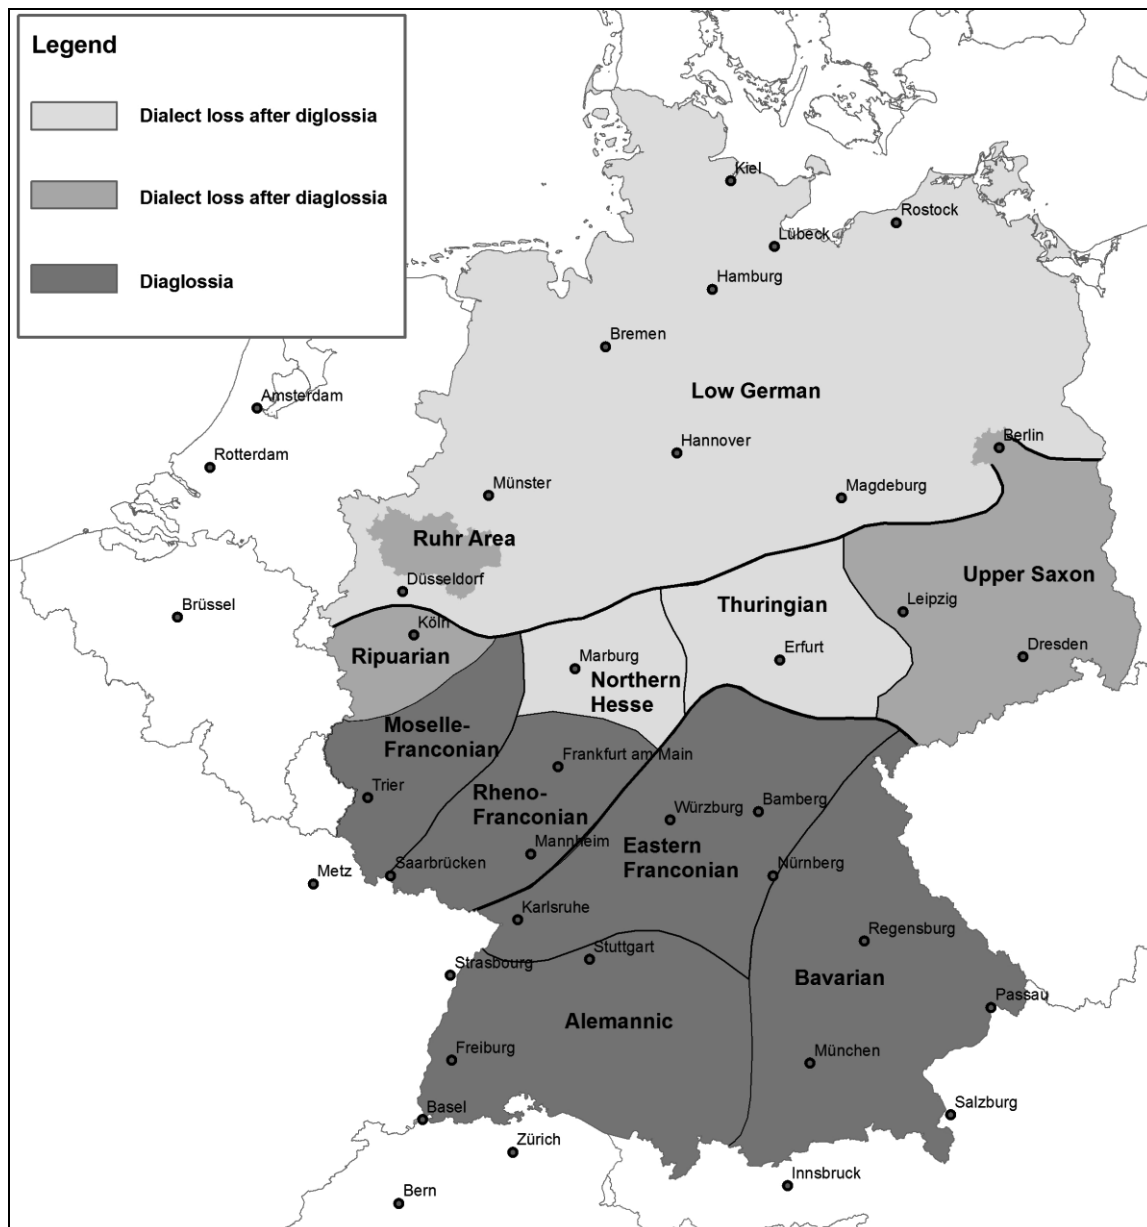 Legend
Dialect loss after diglossia
Dialect loss after diaglossia
Diaglossia
Kiel
Rostock
Lübeck
Hamburg
Bremen
Amsterdam
Low German
Berlin
Hannover
Rotterdam
Münster
Magdeburg
Ruhr Area
Düsseldorf
Upper Saxon
Brüssel
Thuringian
Leipzig
Köln
Ripuarian
Marburg
Erfurt
Dresden
Northern
Hesse
Moselle-
Franconian
Frankfurt am Main
Trier
Rheno-
Franconian
Würzburg
Bamberg
Mannheim
Eastern
Franconian
Metz
Saarbrücken
Nürnberg
Karlsruhe
Regensburg
Stuttgart
Strasbourg
Bavarian
Passau
Alemannic
Freiburg
München
Basel
Salzburg
Zürich
Innsbruck
Bern